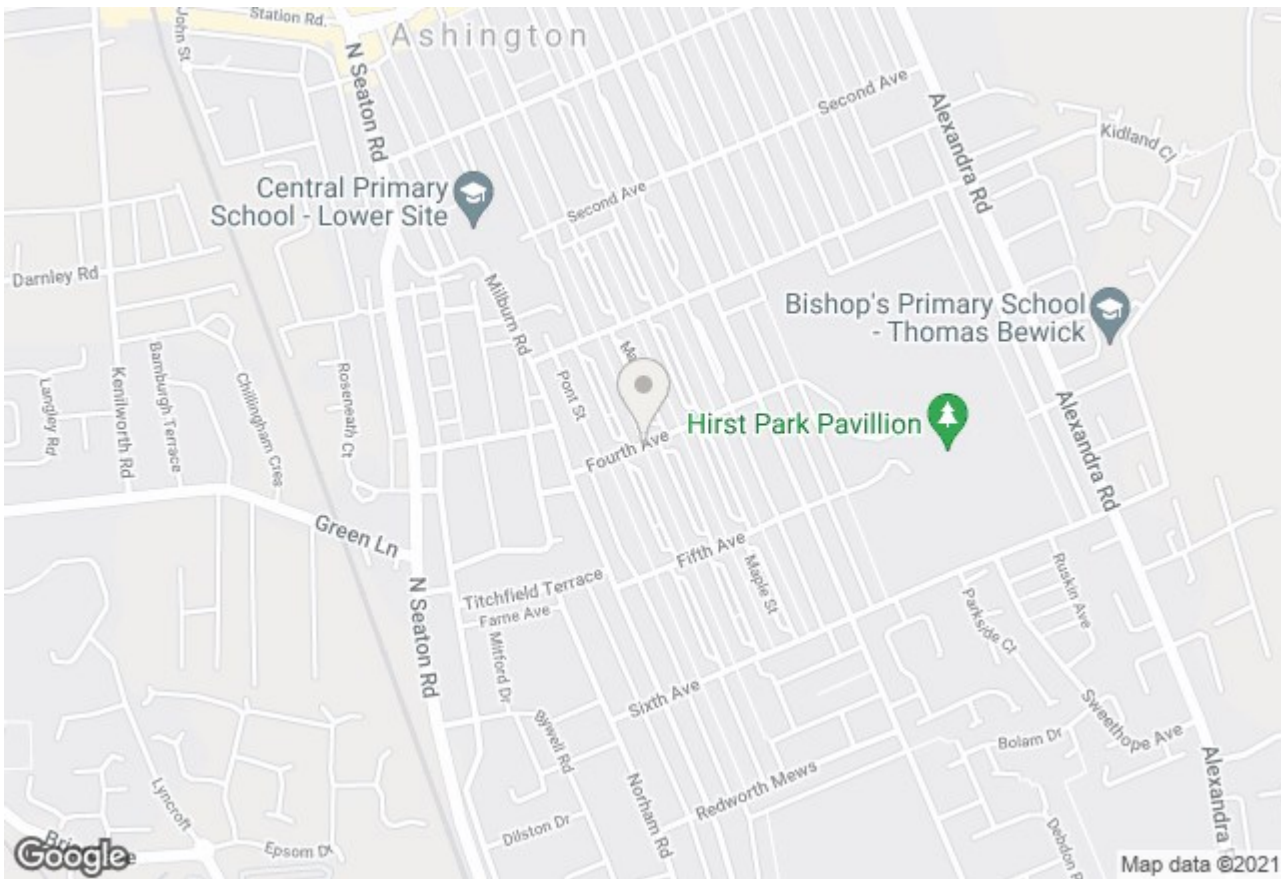 Station Rd.
John St
Ashington
N Seaton Rd
Second Ave
Alexandra Rd
Kidland Cl
Central Primary
School - Lower Site
Second Ave
Darnley Rd
Milburn Rd
Bishop's Primary School
- Thomas Bewick
Langley Rd
Kenilworth Rd
Bamburgh Terrace
Chillingham Cres
Roseneath Ct
Pont St
Ma
Hirst Park Pavillion
Alexandra Rd
Fourth Ave
Green Ln
Fifth Ave
Maple St
Titchfield Terrace
Farne Ave
N Seaton Rd
Mitford Dr
Ruskin Ave
Parkside Ct
Sixth Ave
Sweethope Ave
Bywell Rd
Bolam Dr
Lyncroft
Norham Rd
Redworth Mews
Alexandra R
Dilston Dr
Debdon R
Epsom Dr
Google
Map data ©2021